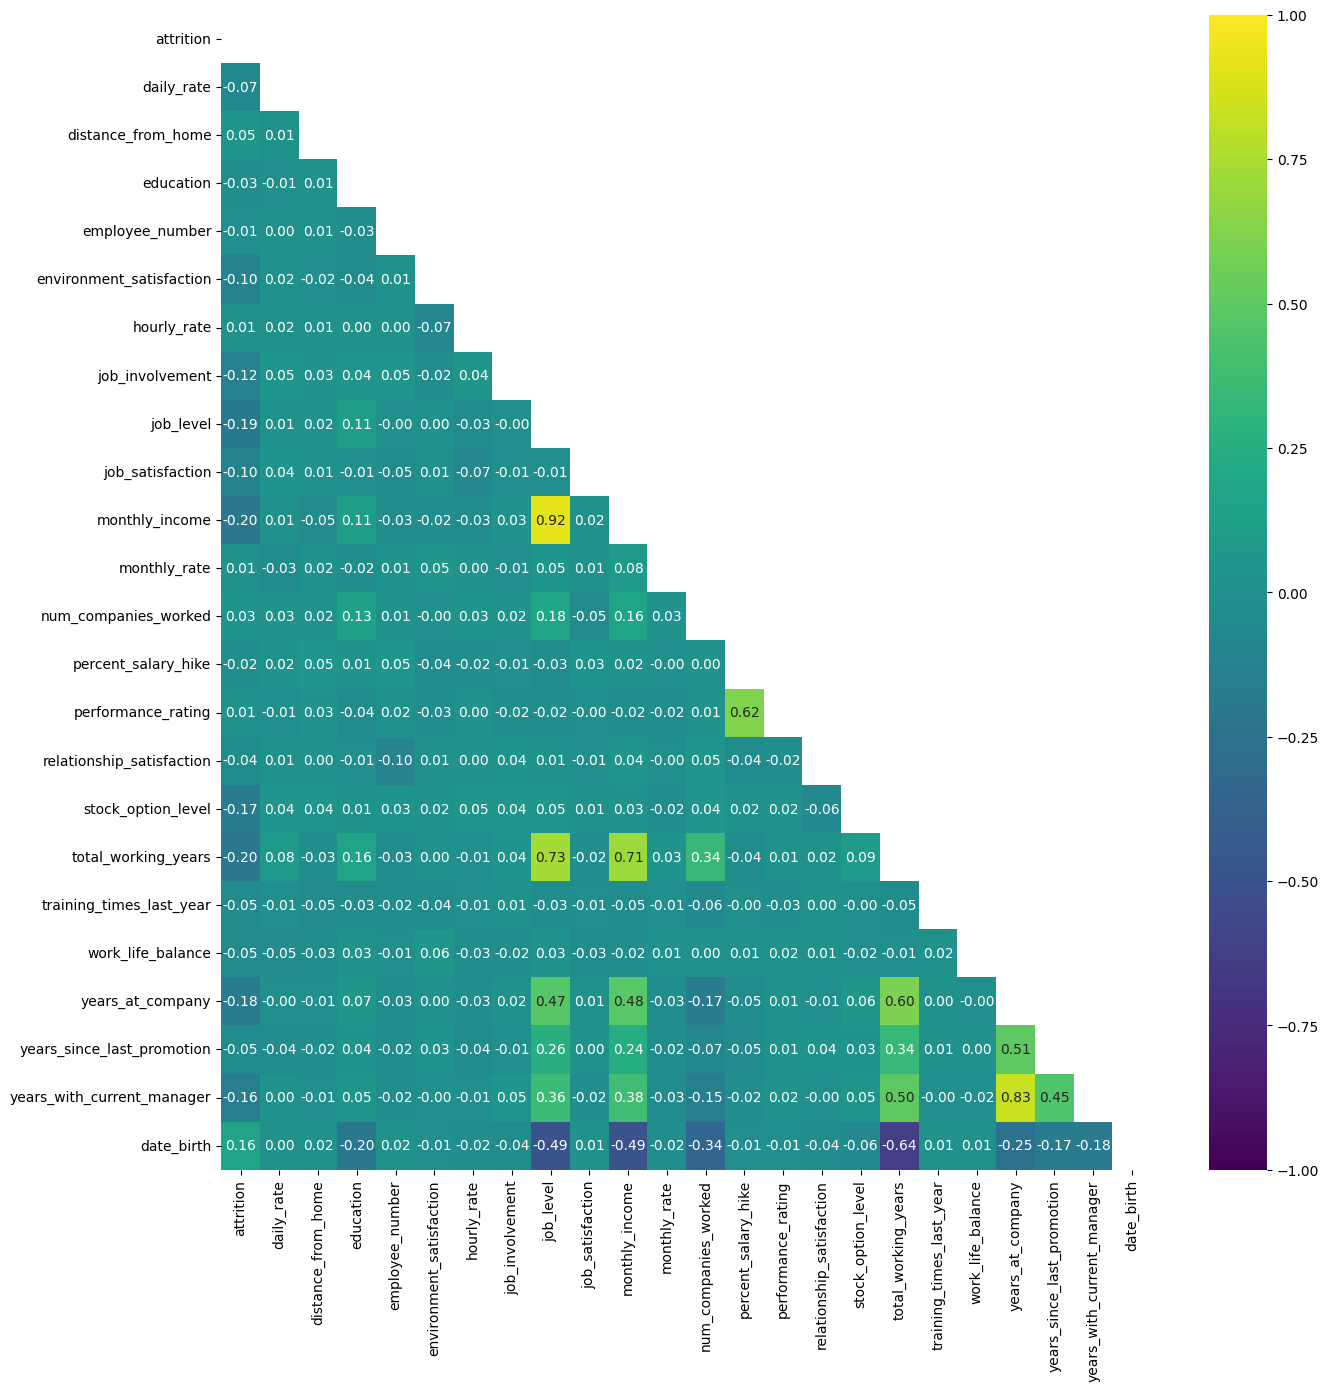 attrition
daily_rate -0.07
distance_from_home 0.05 0.01
education -0.03 -0.01 0.01
employee_number -0.01 0.00 0.01 -0.03
environment_satisfaction -0.10 0.02 -0.02 -0.04 0.01
hourly_rate 0.01 0.02 0.01 0.00 0.00 -0.07
job_involvement -0.12 0.05 0.03 0.04 0.05 -0.02 0.04
job_level -0.19 0.01 0.02 0.11 -0.00 0.00 -0.03 -0.00
job_satisfaction -0.10 0.04 0.01 -0.01 -0.05 0.01 -0.07 -0.01 -0.01
monthly_income -0.20 0.01 -0.05 0.11 -0.03 -0.02 -0.03 0.03 0.92 0.02
monthly_rate 0.01 -0.03 0.02 -0.02 0.01 0.05 0.00 -0.01 0.05 0.01 0.08
num_companies_worked 0.03 0.03 0.02 0.13 0.01 -0.00 0.03 0.02 0.18 -0.05 0.16 0.03
percent_salary_hike -0.02 0.02 0.05 0.01 0.05 -0.04 -0.02 -0.01 -0.03 0.03 0.02 -0.00 0.00
performance_rating 0.01 -0.01 0.03 -0.04 0.02 -0.03 0.00 -0.02 -0.02 -0.00 -0.02 -0.02 0.01 0.62
relationship_satisfaction -0.04 0.01 0.00 -0.01 -0.10 0.01 0.00 0.04 0.01 -0.01 0.04 -0.00 0.05 -0.04 -0.02
stock_option_level -0.17 0.04 0.04 0.01 0.03 0.02 0.05 0.04 0.05 0.01 0.03 -0.02 0.04 0.02 0.02 -0.06
total_working_years -0.20 0.08 -0.03 0.16 -0.03 0.00 -0.01 0.04 0.73 -0.02 0.71 0.03 0.34 -0.04 0.01 0.02 0.09
training_times_last_year -0.05 -0.01 -0.05 -0.03 -0.02 -0.04 -0.01 0.01 -0.03 -0.01 -0.05 -0.01 -0.06 -0.00 -0.03 0.00 -0.00 -0.05
work_life_balance -0.05 -0.05 -0.03 0.03 -0.01 0.06 -0.03 -0.02 0.03 -0.03 -0.02 0.01 0.00 0.01 0.02 0.01 -0.02 -0.01 0.02
years_at_company -0.18 -0.00 -0.01 0.07 -0.03 0.00 -0.03 0.02 0.47 0.01 0.48 -0.03 -0.17 -0.05 0.01 -0.01 0.06 0.60 0.00 -0.00
years_since_last_promotion -0.05 -0.04 -0.02 0.04 -0.02 0.03 -0.04 -0.01 0.26 0.00 0.24 -0.02 -0.07 -0.05 0.01 0.04 0.03 0.34 0.01 0.00 0.51
years_with_current_manager -0.16 0.00 -0.01 0.05 -0.02 -0.00 -0.01 0.05 0.36 -0.02 0.38 -0.03 -0.15 -0.02 0.02 -0.00 0.05 0.50 -0.00 -0.02 0.83 0.45
date_birth 0.16 0.00 0.02 -0.20 0.02 -0.01 -0.02 -0.04 -0.49 0.01 -0.49 -0.02 -0.34 -0.01 -0.01 -0.04 -0.06 -0.64 0.01 0.01 -0.25 -0.17 -0.18
attrition
daily_rate
distance_from_home
education
employee_number
environment_satisfaction
hourly_rate
job_involvement
job_level
job_satisfaction
monthly_income
monthly_rate
num_companies_worked
percent_salary_hike
performance_rating
relationship_satisfaction
stock_option_level
total_working_years
training_times_last_year
work_life_balance
years_at_company
years_since_last_promotion
years_with_current_manager
date_birth
1.00
0.75
0.50
0.25
0.00
−0.25
−0.50
−0.75
−1.00